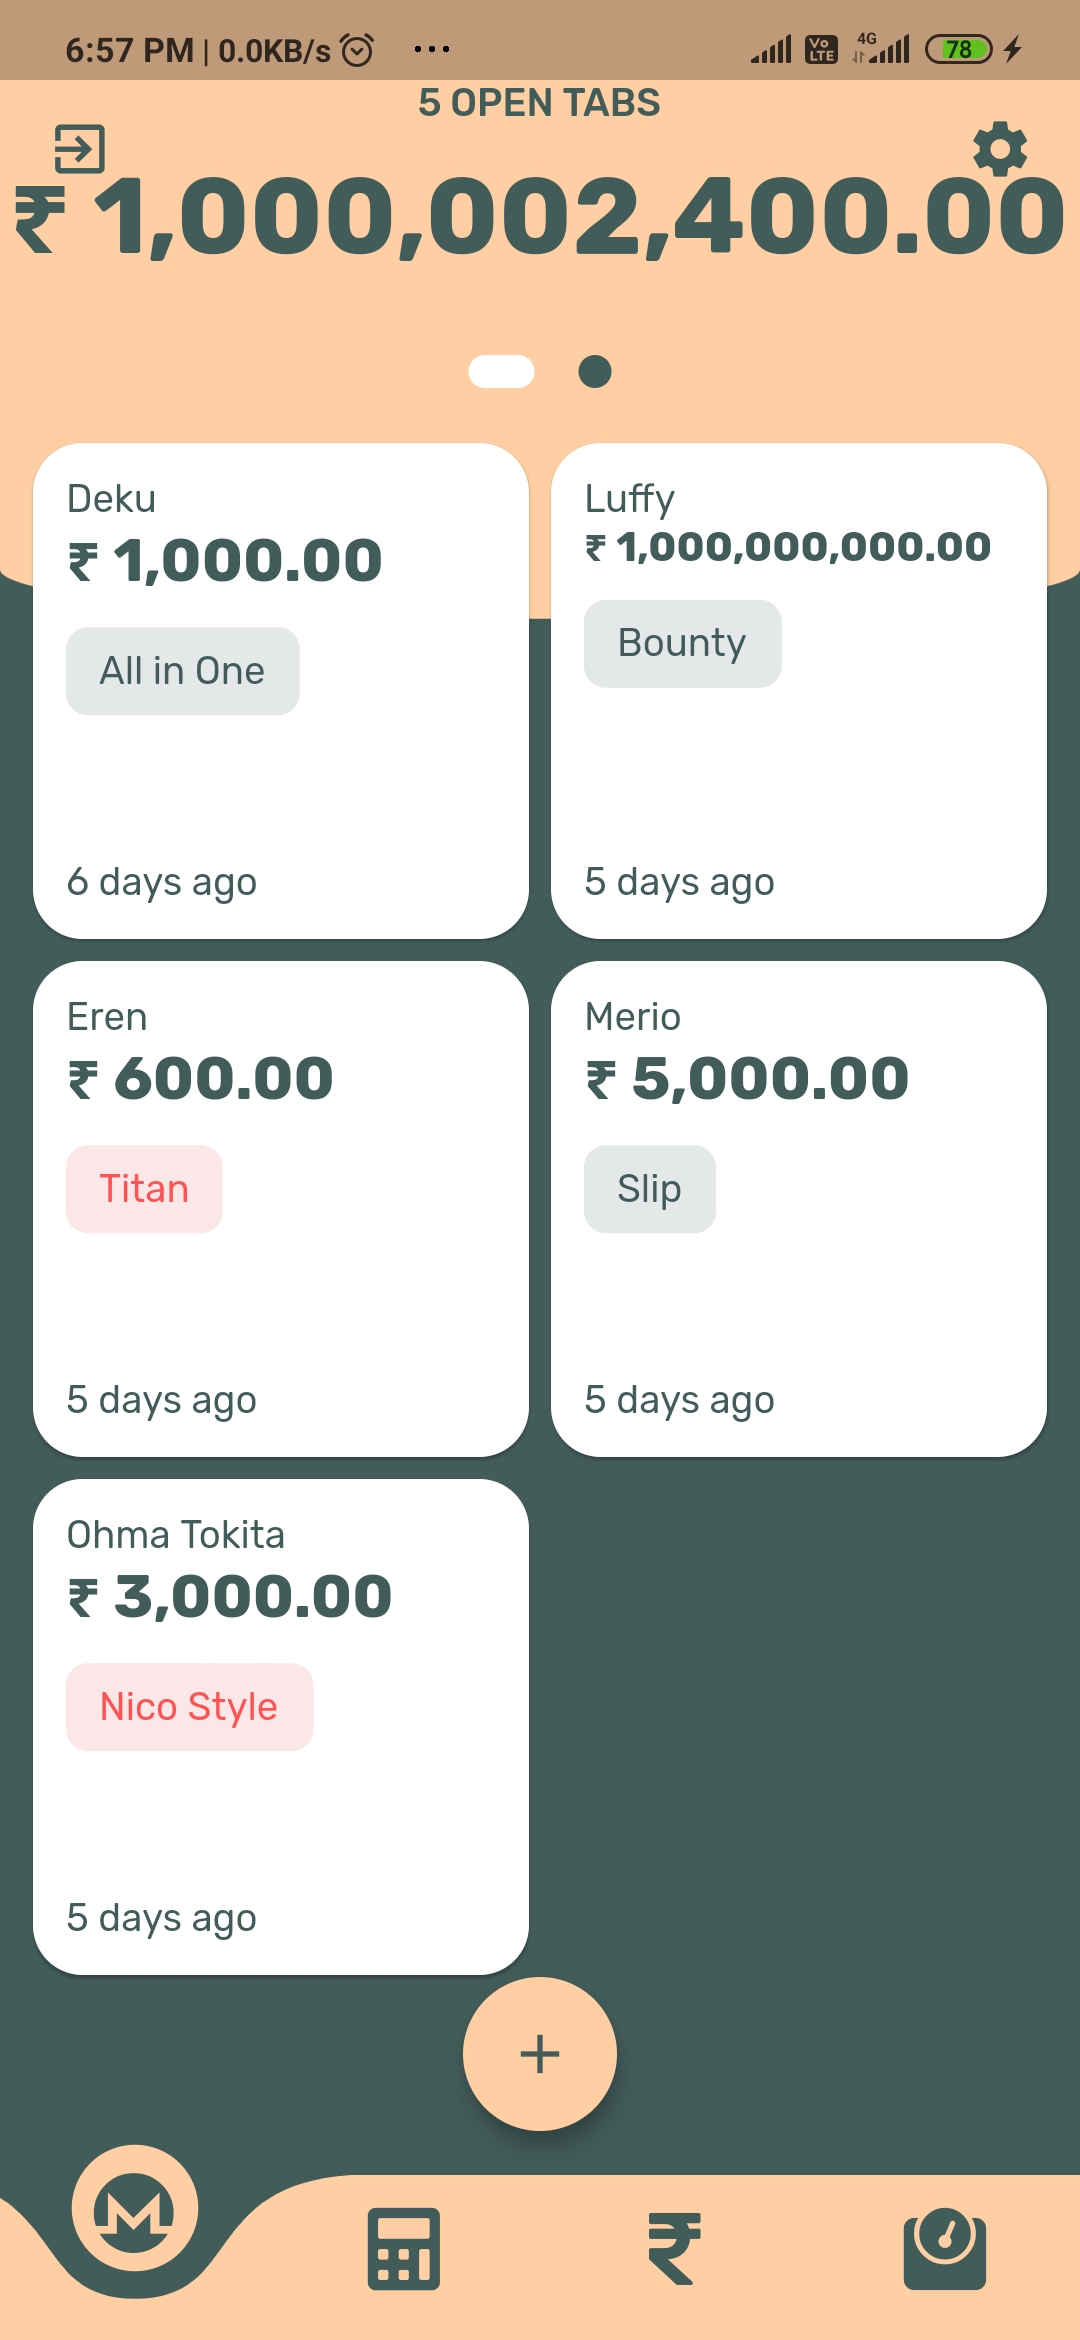 6:57 PM | 0.0KB/s ... Vo LTE 4G 78
5 OPEN TABS
₹ 1,000,002,400.00
Deku
₹ 1,000.00
All in One
6 days ago
Luffy
₹ 1,000,000,000.00
Bounty
5 days ago
Eren
₹ 600.00
Titan
5 days ago
Merio
₹ 5,000.00
Slip
5 days ago
Ohma Tokita
₹ 3,000.00
Nico Style
5 days ago
+
₹